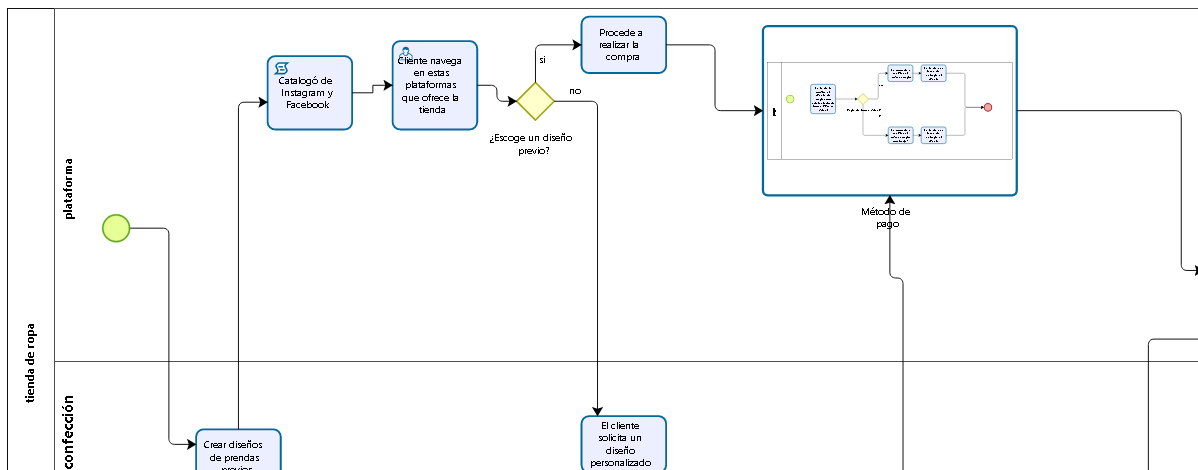 tienda de ropa
plataforma
confección
Catalogó de
Instagram y
Facebook
Cliente navega
en estas
plataformas
que ofrece la
tienda
¿Escoge un diseño
previo?
si
no
Procede a
realizar la
compra
Método de
pago
Crear diseños
de prendas
previos
El cliente
solicita un
diseño
personalizado